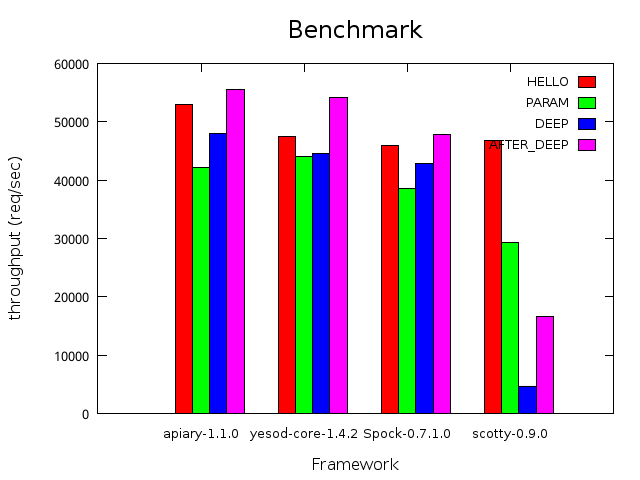 Benchmark
throughput (req/sec)
60000
50000
40000
30000
20000
10000
0
HELLO
PARAM
DEEP
AFTER_DEEP
apiary-1.1.0 yesod-core-1.4.2 Spock-0.7.1.0 scotty-0.9.0
Framework